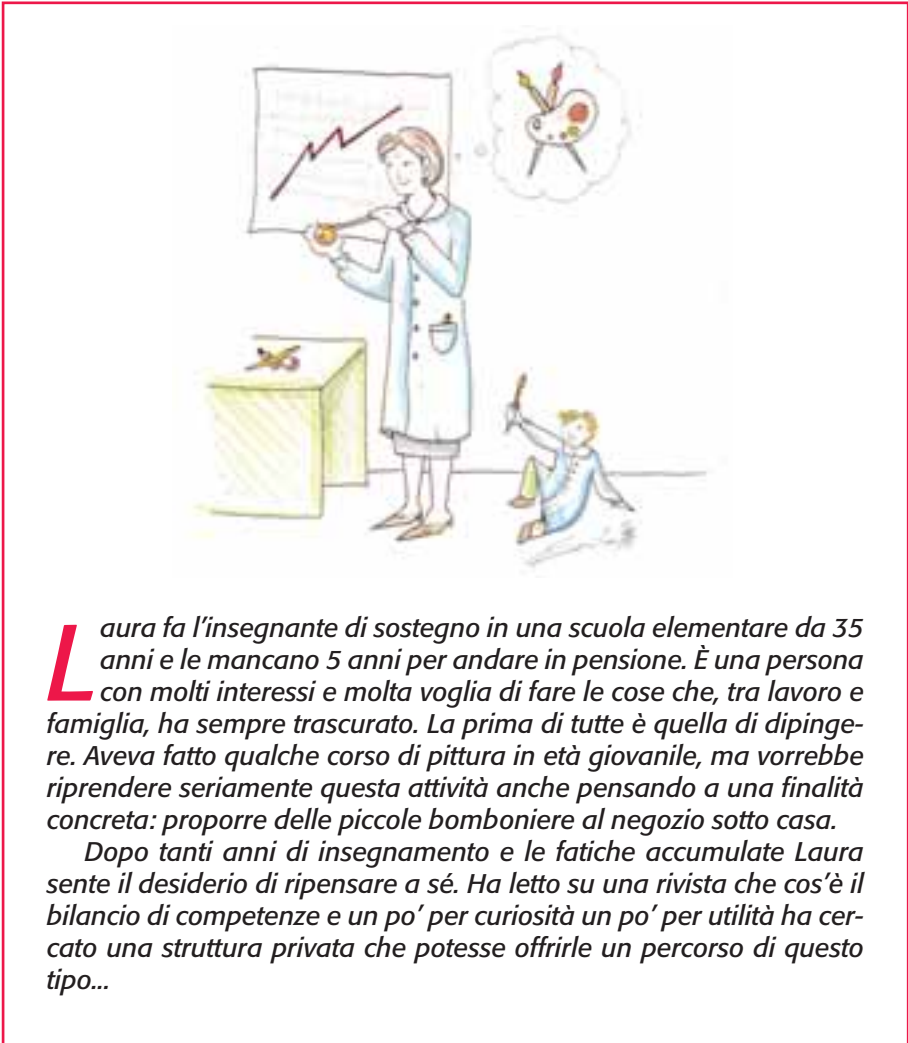 Laura fa l’insegnante di sostegno in una scuola elementare da 35
anni e le mancano 5 anni per andare in pensione. È una persona
con molti interessi e molta voglia di fare le cose che, tra lavoro e
famiglia, ha sempre trascurato. La prima di tutte è quella di dipinge-
re. Aveva fatto qualche corso di pittura in età giovanile, ma vorrebbe
riprendere seriamente questa attività anche pensando a una finalità
concreta: proporre delle piccole bomboniere al negozio sotto casa.
Dopo tanti anni di insegnamento e le fatiche accumulate Laura
sente il desiderio di ripensare a sé. Ha letto su una rivista che cos’è il
bilancio di competenze e un po’ per curiosità un po’ per utilità ha cer-
cato una struttura privata che potesse offrirle un percorso di questo
tipo...